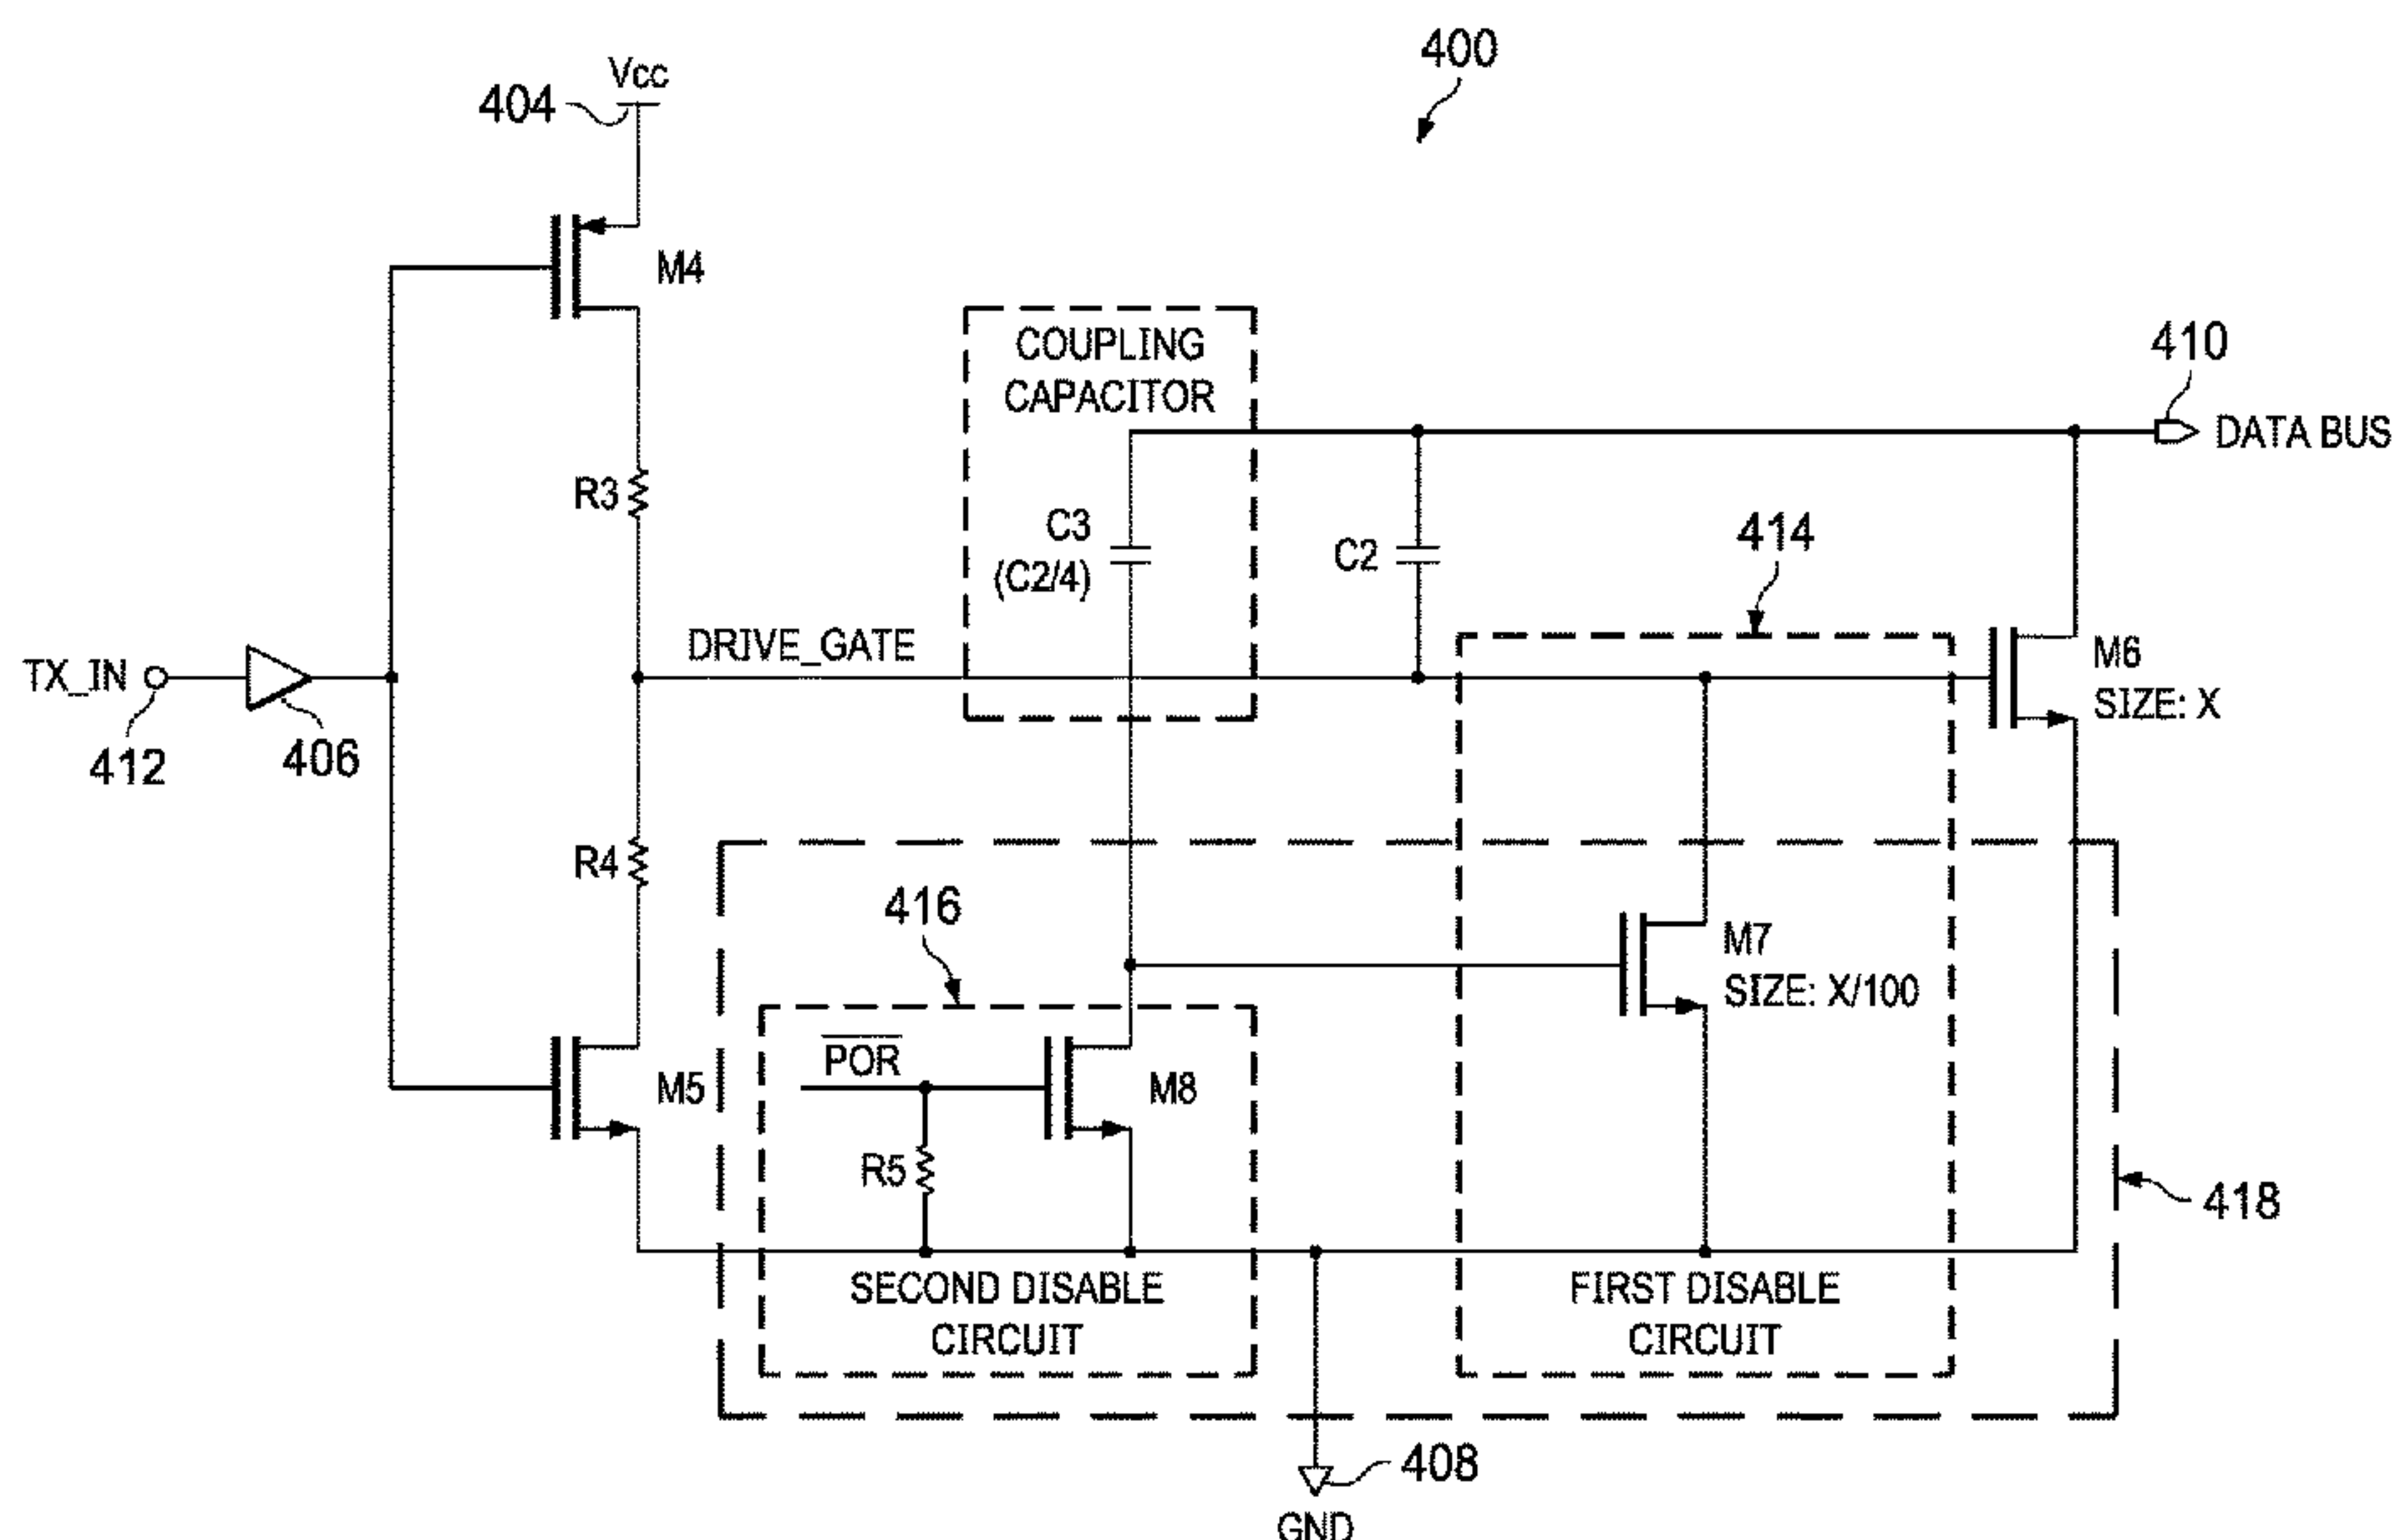 400
Vcc
404
M4
COUPLING
CAPACITOR
410
DATA BUS
R3
C3
(C2/4)
C2
414
TX_IN
DRIVE_GATE
M6
SIZE: X
412
406
R4
416
M7
SIZE: X/100
POR
M8
M5
R5
418
SECOND DISABLE
CIRCUIT
FIRST DISABLE
CIRCUIT
408
GND